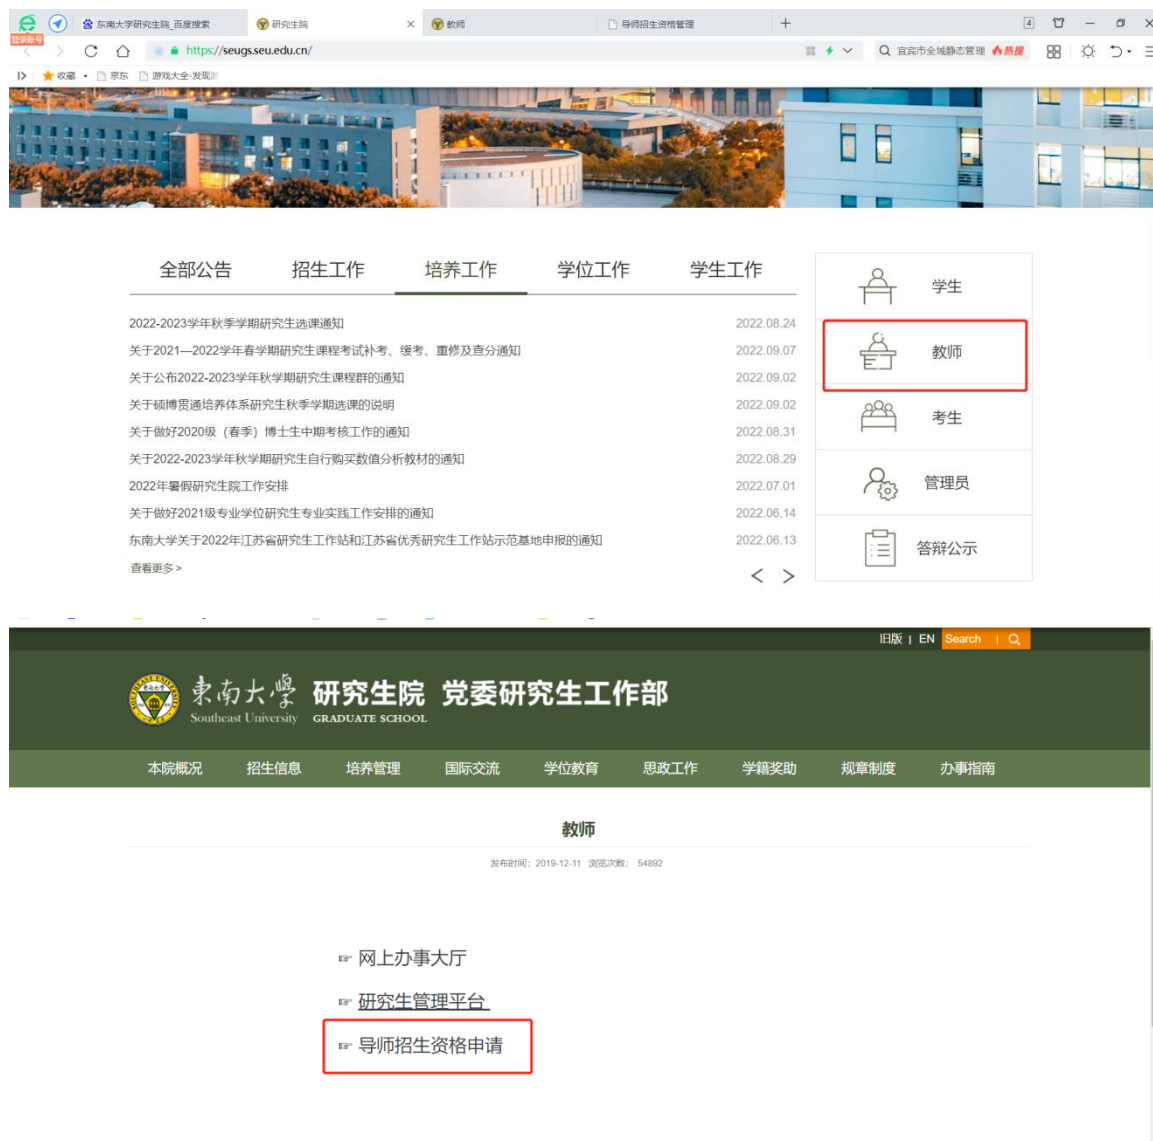 东南大学研究生院_百度搜索
研究生院
教师
导师招生资格管理
4
登录账号
https://seugs.seu.edu.cn/
宜宾市全域静态管理 热搜
收藏 京东 游戏大全-发现
全部公告 招生工作 培养工作 学位工作 学生工作
2022-2023学年秋季学期研究生选课通知 2022.08.24
关于2021—2022学年春学期研究生课程考试补考、缓考、重修及查分通知 2022.09.07
关于公布2022-2023学年秋学期研究生课程群的通知 2022.09.02
关于硕博贯通培养体系研究生秋季学期选课的说明 2022.09.02
关于做好2020级（春季）博士生中期考核工作的通知 2022.08.31
关于2022-2023学年秋学期研究生自行购买数值分析教材的通知 2022.08.29
2022年暑假研究生院工作安排 2022.07.01
关于做好2021级专业学位研究生专业实践工作安排的通知 2022.06.14
东南大学关于2022年江苏省研究生工作站和江苏省优秀研究生工作站示范基地申报的通知 2022.06.13
查看更多 >
< >
学生
教师
考生
管理员
答辩公示
旧版 | EN Search
東南大學 研究生院 党委研究生工作部
Southeast University GRADUATE SCHOOL
本院概况 招生信息 培养管理 国际交流 学位教育 思政工作 学籍奖助 规章制度 办事指南
教师
发布时间：2019-12-11 浏览次数： 54892
☞ 网上办事大厅
☞ 研究生管理平台
☞ 导师招生资格申请